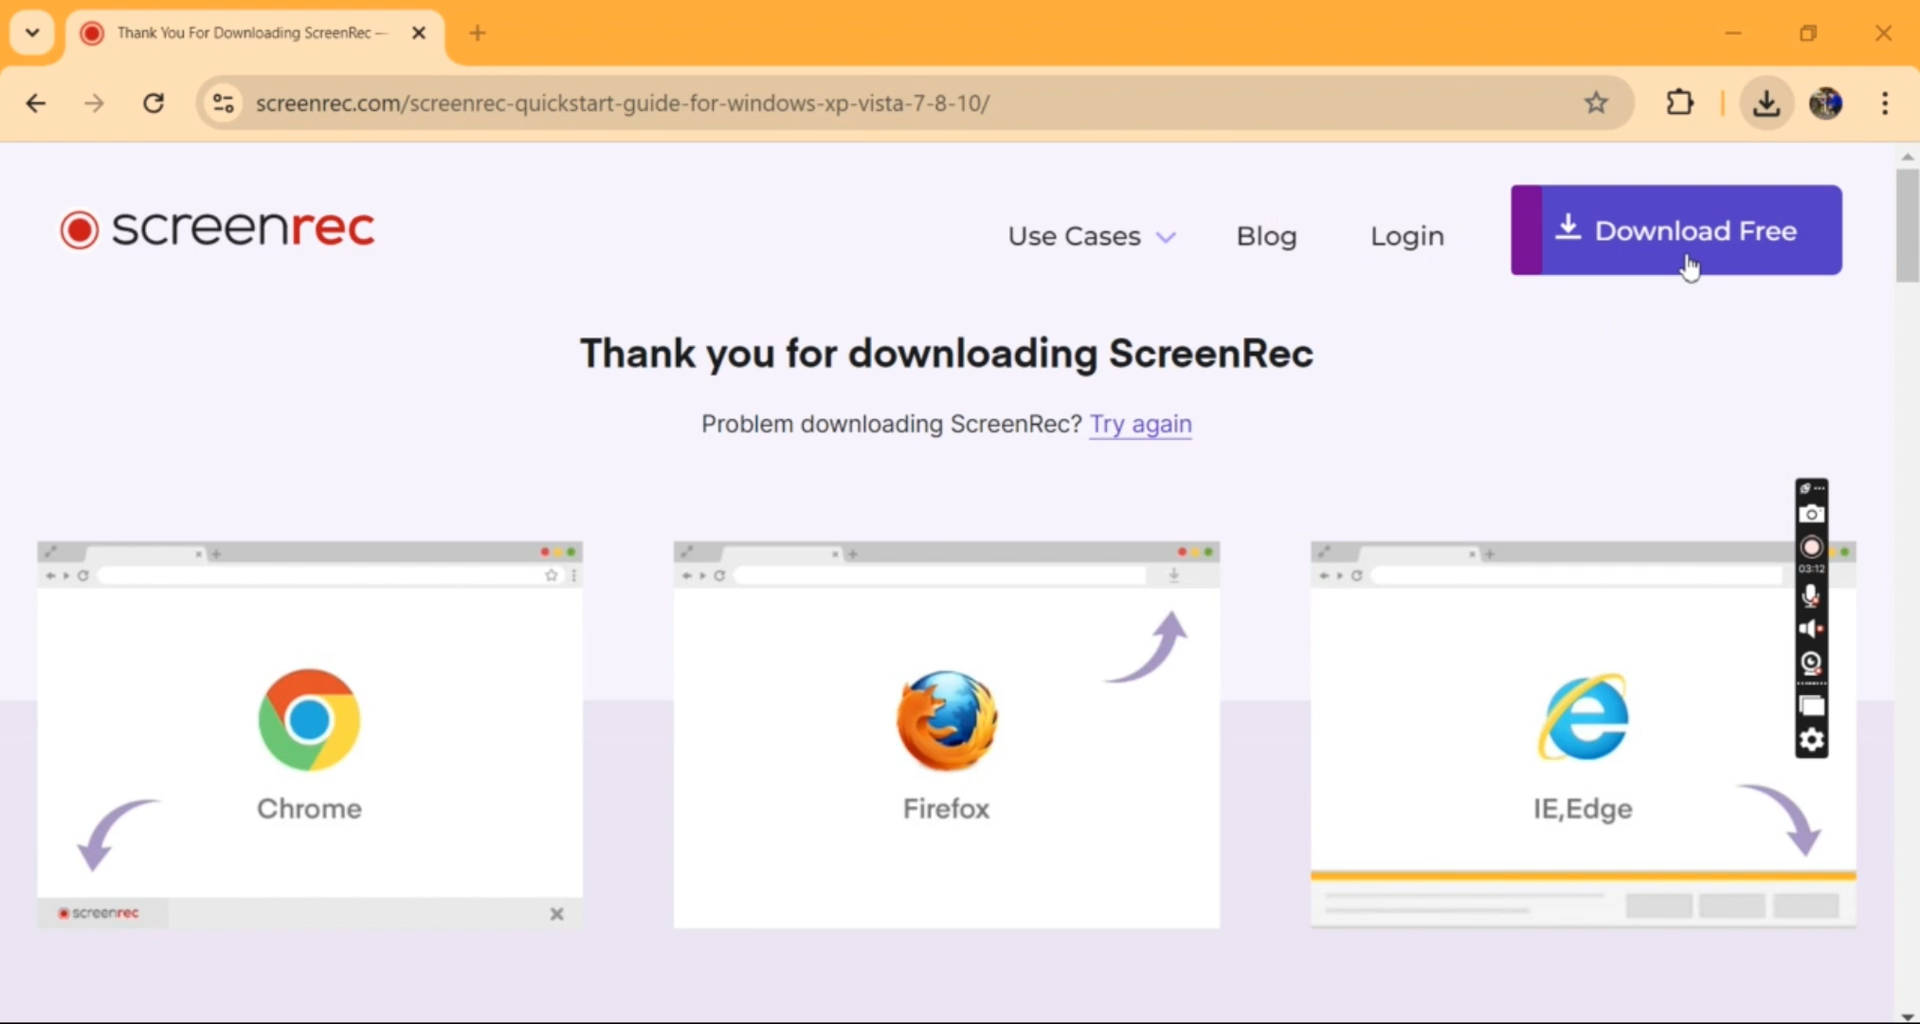 Thank You For Downloading ScreenRec —
screenrec.com/screenrec-quickstart-guide-for-windows-xp-vista-7-8-10/
screenrec
Use Cases
Blog
Login
Download Free
Thank you for downloading ScreenRec
Problem downloading ScreenRec? Try again
03:12
Chrome
Firefox
IE,Edge
screenrec